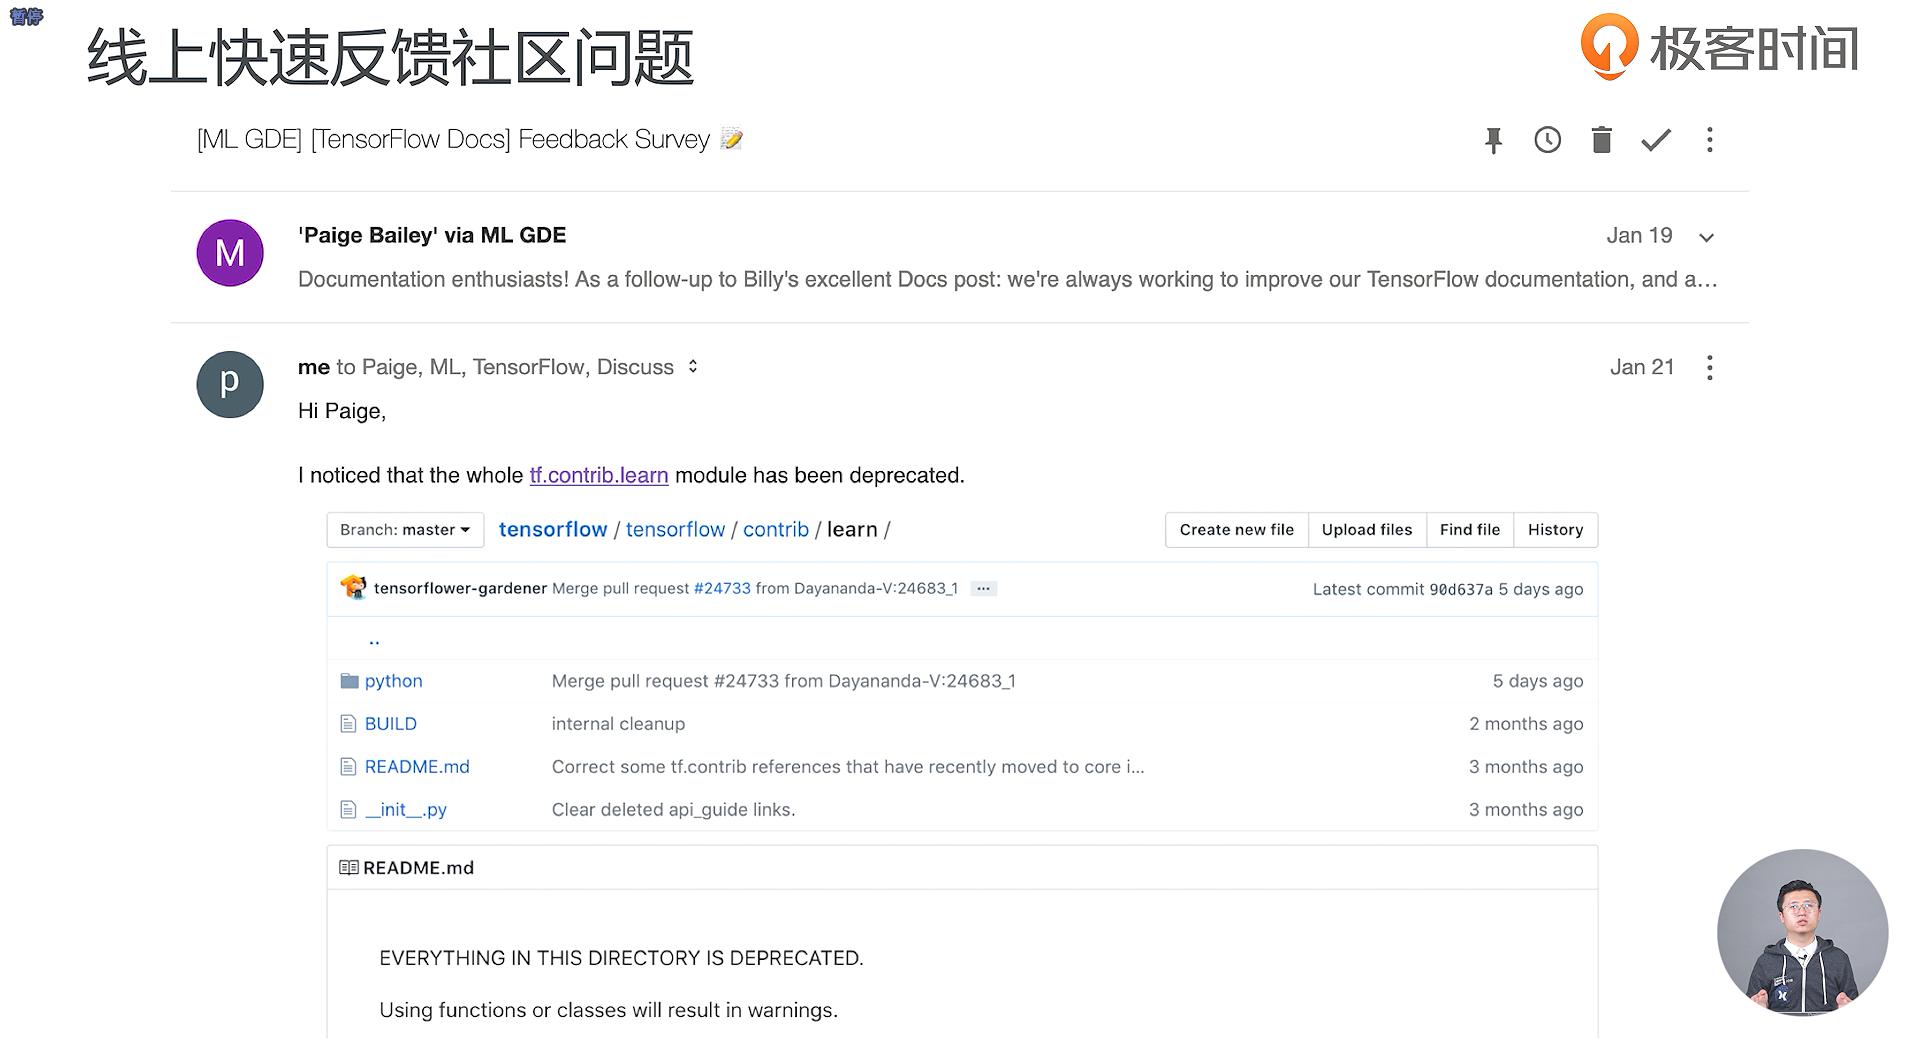 暂停
线上快速反馈社区问题
极客时间
[ML GDE] [TensorFlow Docs] Feedback Survey 📝
'Paige Bailey' via ML GDE
Jan 19
Documentation enthusiasts! As a follow-up to Billy's excellent Docs post: we're always working to improve our TensorFlow documentation, and a...
M
me to Paige, ML, TensorFlow, Discuss
Jan 21
p
Hi Paige,
I noticed that the whole tf.contrib.learn module has been deprecated.
Branch: master
tensorflow / tensorflow / contrib / learn /
Create new file
Upload files
Find file
History
tensorflower-gardener Merge pull request #24733 from Dayananda-V:24683_1 ...
Latest commit 90d637a 5 days ago
..
python Merge pull request #24733 from Dayananda-V:24683_1 5 days ago
BUILD internal cleanup 2 months ago
README.md Correct some tf.contrib references that have recently moved to core i... 3 months ago
__init__.py Clear deleted api_guide links. 3 months ago
README.md
EVERYTHING IN THIS DIRECTORY IS DEPRECATED.
Using functions or classes will result in warnings.